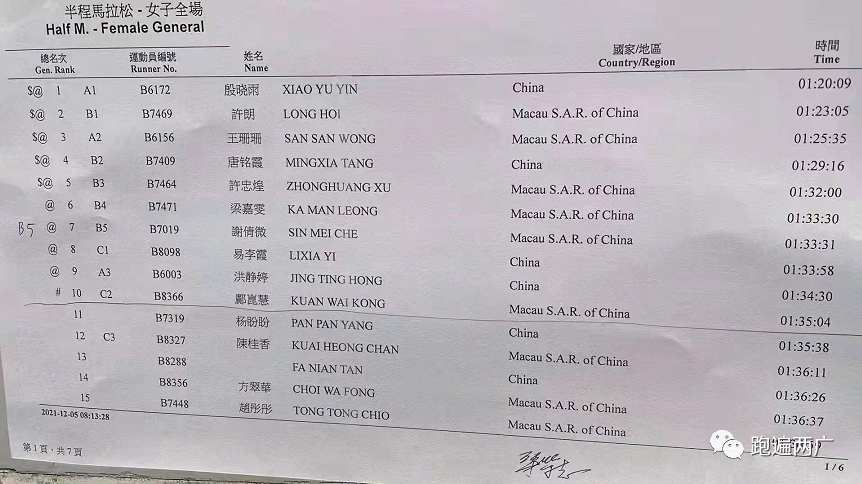 半程馬拉松 - 女子全場
Half M. - Female General
總名次 運動員編號 姓名 國家/地區 時間
Gen. Rank Runner No. Name Country/Region Time
$@ 1 A1 B6172 殷晓雨 XIAO YU YIN China 01:20:09
$@ 2 B1 B7469 許朗 LONG HOI Macau S.A.R. of China 01:23:05
$@ 3 A2 B6156 王珊珊 SAN SAN WONG Macau S.A.R. of China 01:25:35
$@ 4 B2 B7409 唐铭霞 MINGXIA TANG China 01:29:16
$@ 5 B3 B7464 許忠煌 ZHONGHUANG XU Macau S.A.R. of China 01:32:00
@ 6 B4 B7471 梁嘉雯 KA MAN LEONG Macau S.A.R. of China 01:33:30
B5 @ 7 B5 B7019 謝倩微 SIN MEI CHE Macau S.A.R. of China 01:33:31
@ 8 C1 B8098 易李霞 LIXIA YI China 01:33:58
@ 9 A3 B6003 洪静婷 JING TING HONG China 01:34:30
# 10 C2 B8366 鄺崑慧 KUAN WAI KONG Macau S.A.R. of China 01:35:04
11 B7319 杨盼盼 PAN PAN YANG China 01:35:38
12 C3 B8327 陳桂香 KUAI HEONG CHAN Macau S.A.R. of China 01:36:11
13 B8288 FA NIAN TAN China 01:36:26
14 B8356 方翠華 CHOI WA FONG Macau S.A.R. of China 01:36:37
15 B7448 趙彤彤 TONG TONG CHIO Macau S.A.R. of China
2021-12-05 08:13:28
第 1 頁，共 7 頁
1 / 6
跑遍两广